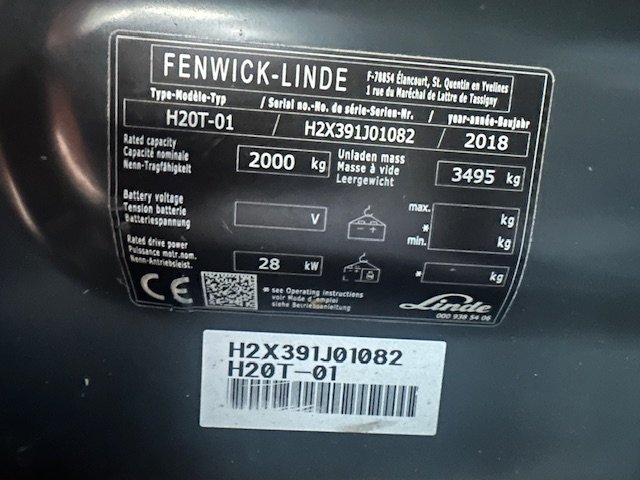 FENWICK-LINDE
F-78854 Élancourt, St. Quentin en Yvelines
1 rue du Maréchal de Lattre de Tassigny
Type-Modèle-Typ / Serial no.-No. de série-Serien-Nr. / year-année-Baujahr
H20T-01 / H2X391J01082 / 2018
Rated capacity
Capacité nominale
Nenn-Tragfähigkeit
2000 kg
Unladen mass
Masse à vide
Leergewicht
3495 kg
Battery voltage
Tension batterie
Batteriespannung
V
max. kg
*
min. kg
Rated drive power
Puissance motr.nom.
Nenn-Antriebsleist.
28 kW
* kg
CE
* see Operating instructions
voir Mode d'emploi
siehe Betriebsanleitung
Linde
000 938 54 06
H2X391J01082
H20T-01